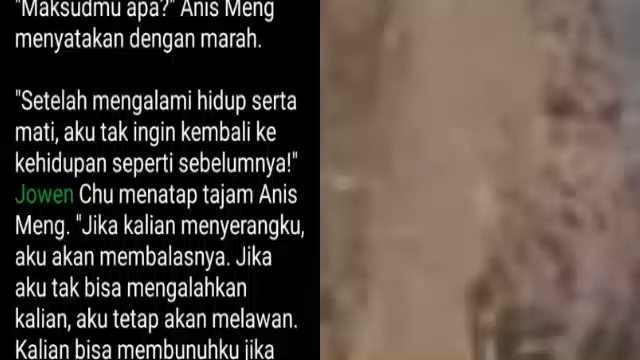 "Maksudmu apa?" Anis Meng
menyatakan dengan marah.
"Setelah mengalami hidup serta
mati, aku tak ingin kembali ke
kehidupan seperti sebelumnya!"
Jowen Chu menatap tajam Anis
Meng. "Jika kalian menyerangku,
aku akan membalasnya. Jika
aku tak bisa mengalahkan
kalian, aku tetap akan melawan.
Kalian bisa membunuhku jika